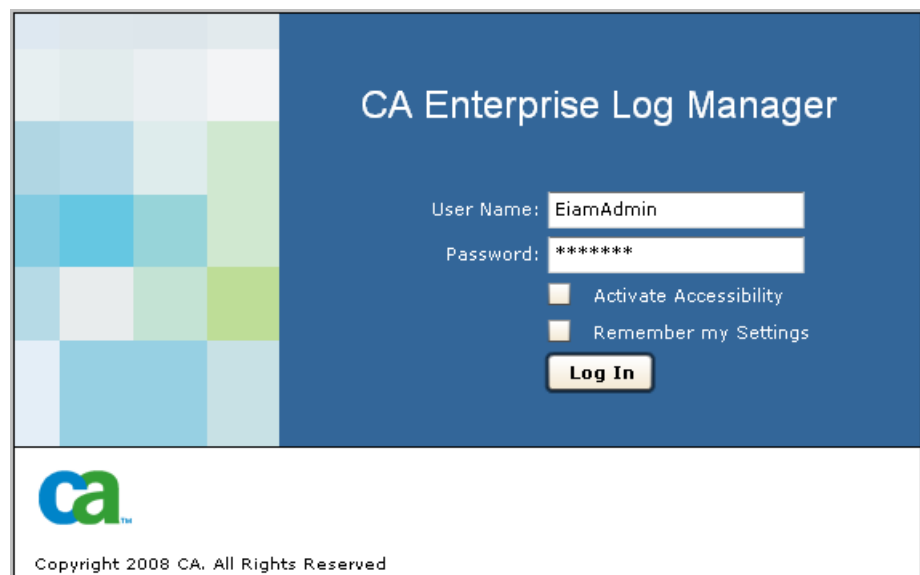 CA Enterprise Log Manager
User Name: EiamAdmin
Password: *******
Activate Accessibility
Remember my Settings
Log In
ca™
Copyright 2008 CA. All Rights Reserved